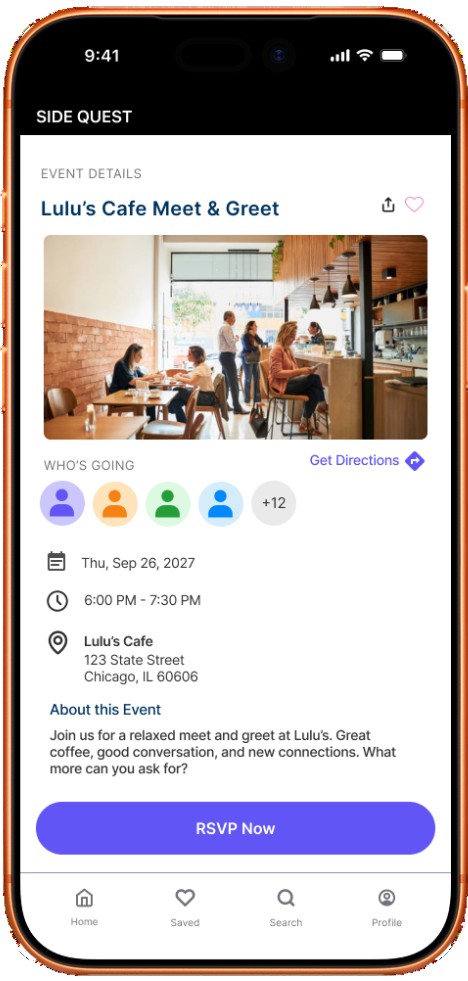 9:41
SIDE QUEST
EVENT DETAILS
Lulu’s Cafe Meet & Greet
WHO’S GOING
Get Directions
+12
Thu, Sep 26, 2027
6:00 PM - 7:30 PM
Lulu’s Cafe
123 State Street
Chicago, IL 60606
About this Event
Join us for a relaxed meet and greet at Lulu’s. Great
coffee, good conversation, and new connections. What
more can you ask for?
RSVP Now
Home
Saved
Search
Profile